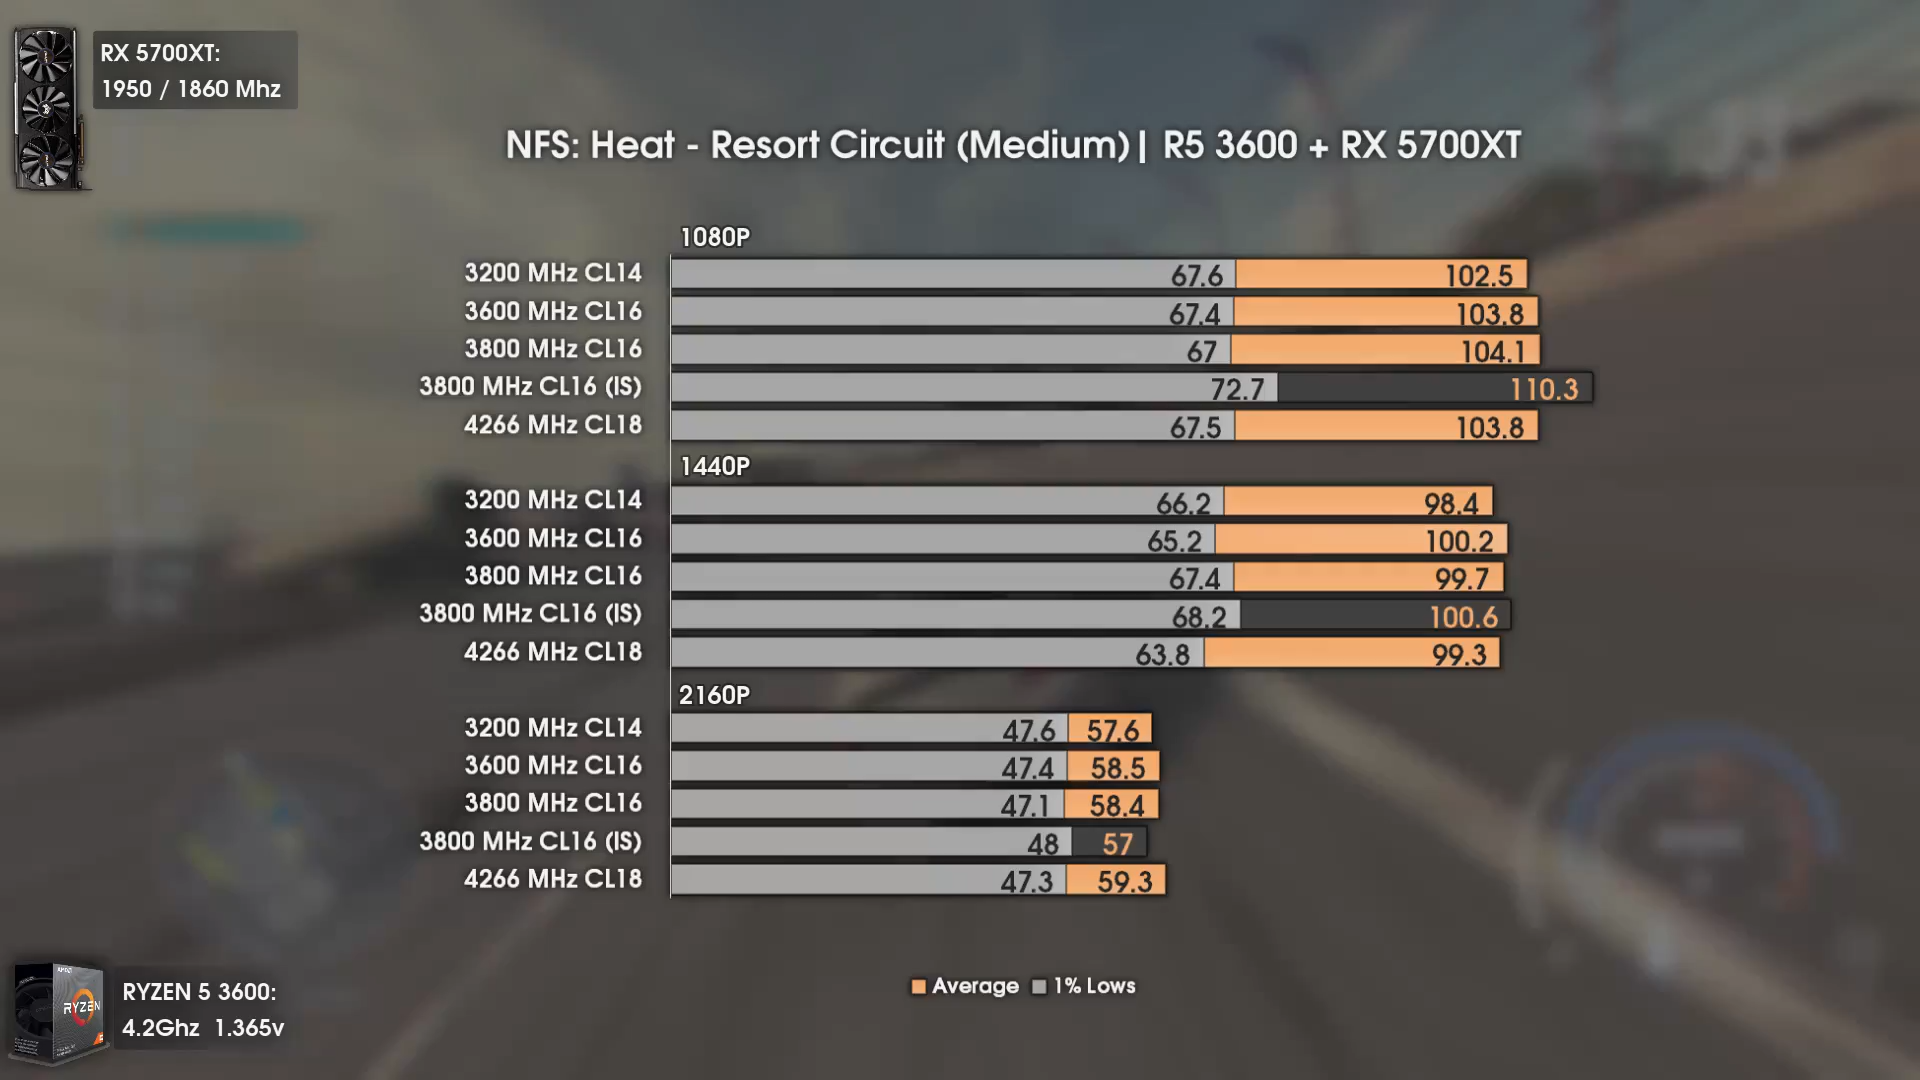 RX 5700XT:
1950 / 1860 Mhz
NFS: Heat - Resort Circuit (Medium) | R5 3600 + RX 5700XT
1080P
3200 MHz CL14 67.6 102.5
3600 MHz CL16 67.4 103.8
3800 MHz CL16 67 104.1
3800 MHz CL16 (IS) 72.7 110.3
4266 MHz CL18 67.5 103.8
1440P
3200 MHz CL14 66.2 98.4
3600 MHz CL16 65.2 100.2
3800 MHz CL16 67.4 99.7
3800 MHz CL16 (IS) 68.2 100.6
4266 MHz CL18 63.8 99.3
2160P
3200 MHz CL14 47.6 57.6
3600 MHz CL16 47.4 58.5
3800 MHz CL16 47.1 58.4
3800 MHz CL16 (IS) 48 57
4266 MHz CL18 47.3 59.3
Average 1% Lows
AMD
RYZEN
RYZEN 5 3600:
4.2Ghz 1.365v